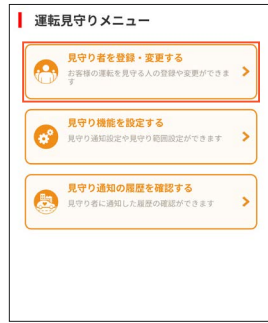 運転見守りメニュー
見守り者を登録・変更する
お客様の運転を見守る人の登録や変更ができま
す
見守り機能を設定する
見守り通知設定や見守り範囲設定ができます
見守り通知の履歴を確認する
見守り者に通知した履歴の確認ができます